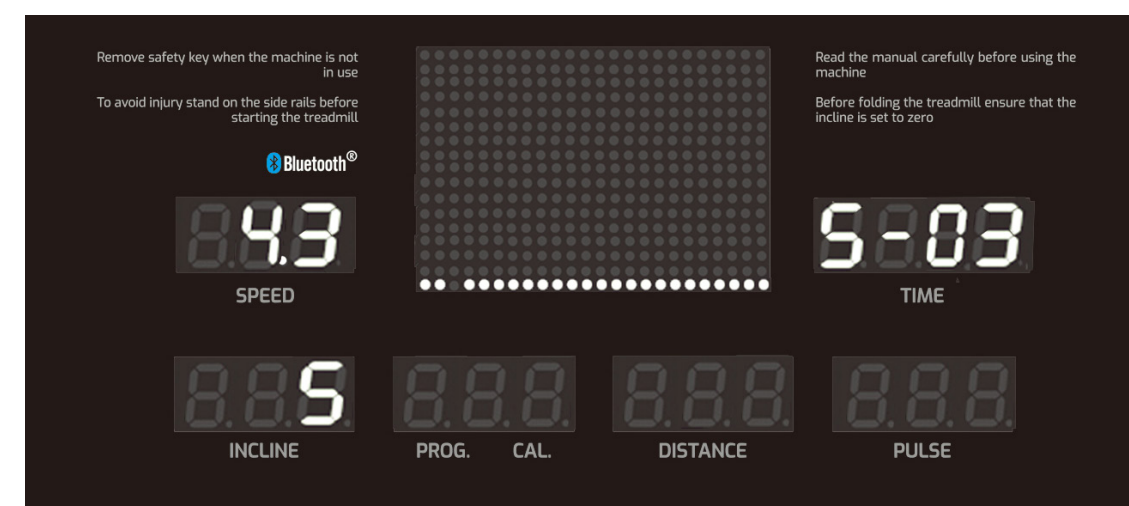 Remove safety key when the machine is not
in use
To avoid injury stand on the side rails before
starting the treadmill
Bluetooth®
Read the manual carefully before using the
machine
Before folding the treadmill ensure that the
incline is set to zero
4.3
SPEED
S-03
TIME
5
INCLINE
PROG. CAL.
DISTANCE
PULSE